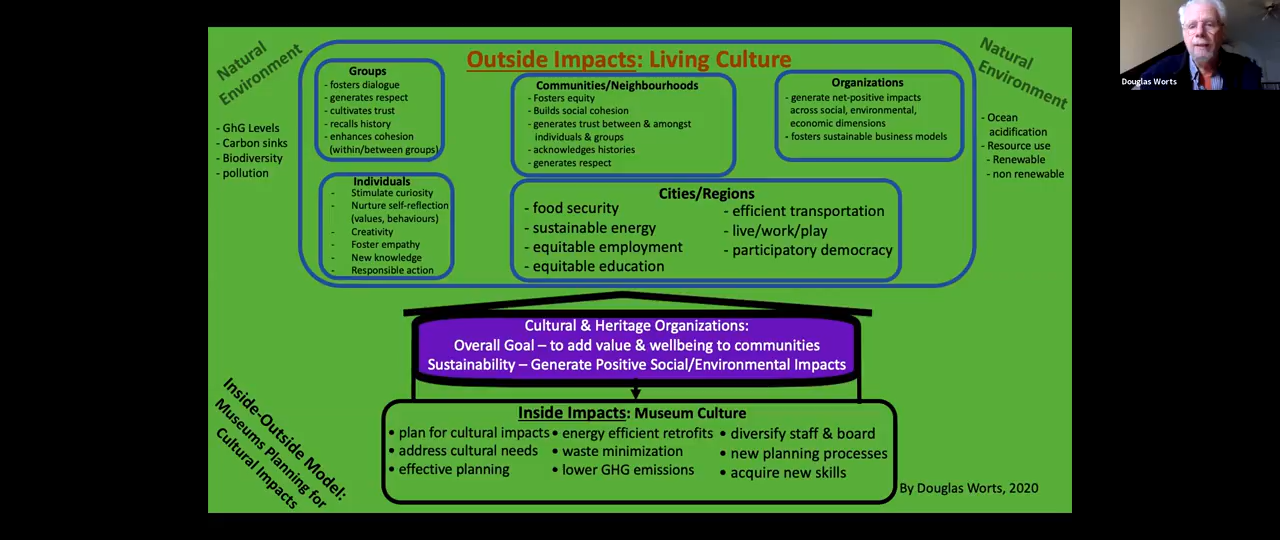 Natural
Environment
- GhG Levels
- Carbon sinks
- Biodiversity
- pollution
Outside Impacts: Living Culture
Groups
- fosters dialogue
- generates respect
- cultivates trust
- recalls history
- enhances cohesion
(within/between groups)
Communities/Neighbourhoods
- Fosters equity
- Builds social cohesion
- generates trust between & amongst
individuals & groups
- acknowledges histories
- generates respect
Organizations
- generate net-positive impacts
across social, environmental,
economic dimensions
- fosters sustainable business models
Natural
Environment
- Ocean
acidification
- Resource use
- Renewable
- non renewable
Individuals
- Stimulate curiosity
- Nurture self-reflection
(values, behaviours)
- Creativity
- Foster empathy
- New knowledge
- Responsible action
Cities/Regions
- food security
- sustainable energy
- equitable employment
- equitable education
- efficient transportation
- live/work/play
- participatory democracy
Cultural & Heritage Organizations:
Overall Goal – to add value & wellbeing to communities
Sustainability – Generate Positive Social/Environmental Impacts
Inside Impacts: Museum Culture
• plan for cultural impacts
• address cultural needs
• effective planning
• energy efficient retrofits
• waste minimization
• lower GHG emissions
• diversify staff & board
• new planning processes
• acquire new skills
Inside-Outside Model:
Museums Planning for
Cultural Impacts
By Douglas Worts, 2020
Douglas Worts